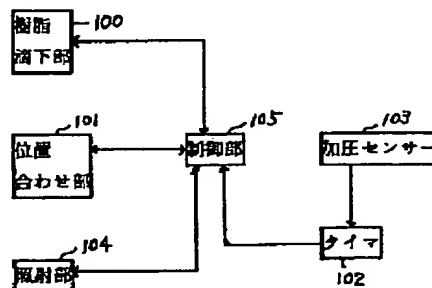 100
樹脂
滴下部
101
位置
合わせ部
105
制御部
103
加圧センサー
104
照射部
タイマ
102